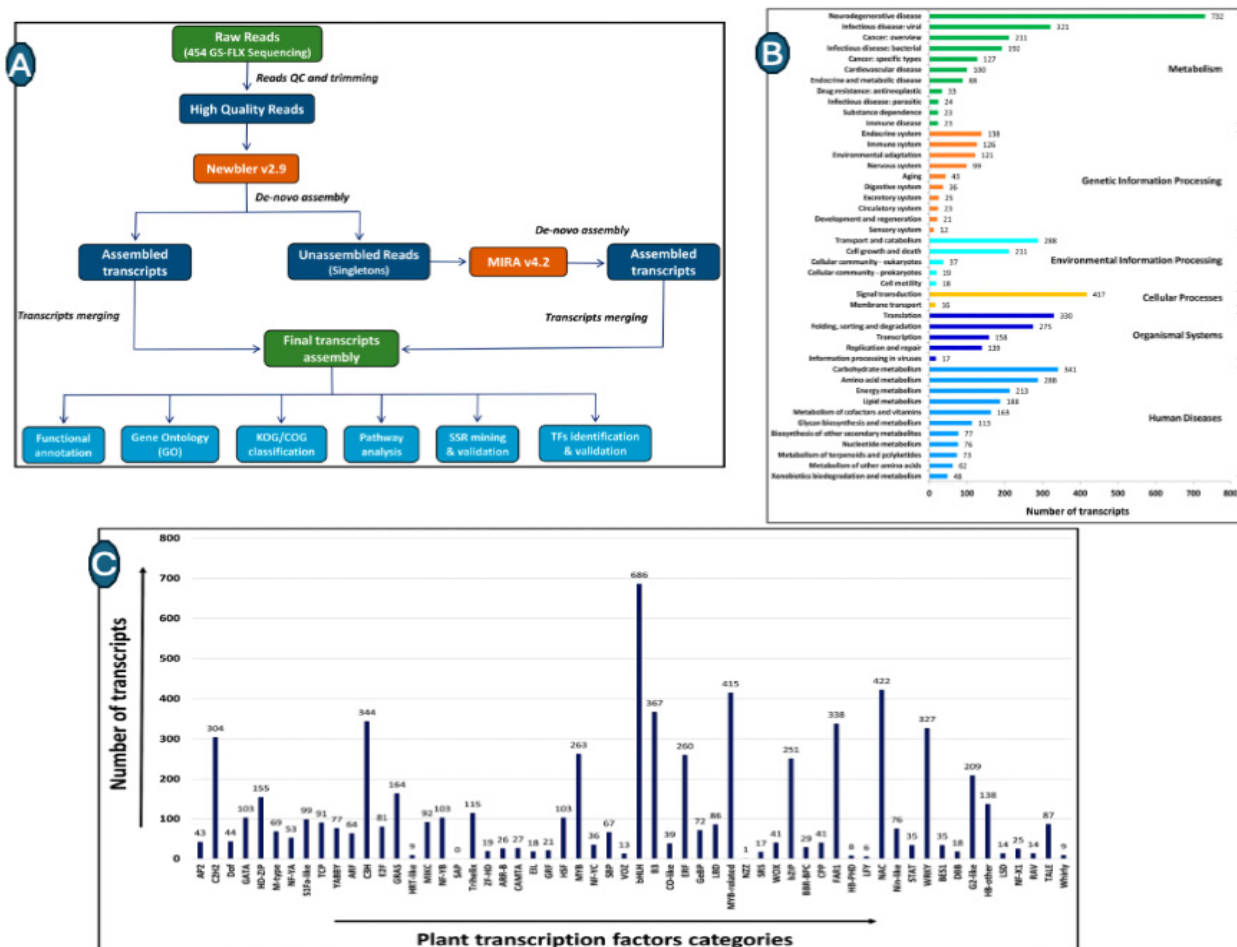 A
Raw Reads
(454 GS-FLX Sequencing)
Reads QC and trimming
High Quality Reads
Newbler v2.9
De-novo assembly
De-novo assembly
Assembled
transcripts
Unassembled Reads
(Singletons)
MIRA v4.2
Assembled
transcripts
Transcripts merging
Transcripts merging
Final transcripts
assembly
Functional
annotation
Gene Ontology
(GO)
KOG/COG
classification
Pathway
analysis
SSR mining
& validation
TFs identification
& validation
B
Neurodegenerative disease 732
Infectious disease: viral 321
Cancer: overview 211
Infectious disease: bacterial 192
Cancer: specific types 127
Cardiovascular disease 100
Endocrine and metabolic disease 88
Drug resistance: antineoplastic 33
Infectious disease: parasitic 24
Substance dependence 23
Immune disease 23
Endocrine system 138
Immune system 126
Environmental adaptation 121
Nervous system 99
Aging 43
Digestive system 36
Excretory system 25
Circulatory system 23
Development and regeneration 21
Sensory system 12
Transport and catabolism 288
Cell growth and death 211
Cellular community - eukaryotes 37
Cellular community - prokaryotes 19
Cell motility 18
Signal transduction 417
Membrane transport 16
Translation 330
Folding, sorting and degradation 275
Transcription 158
Replication and repair 139
Information processing in viruses 17
Carbohydrate metabolism 341
Amino acid metabolism 288
Energy metabolism 213
Lipid metabolism 188
Metabolism of cofactors and vitamins 163
Glycan biosynthesis and metabolism 113
Biosynthesis of other secondary metabolites 77
Nucleotide metabolism 76
Metabolism of terpenoids and polyketides 73
Metabolism of other amino acids 62
Xenobiotics biodegradation and metabolism 48
Metabolism
Genetic Information Processing
Environmental Information Processing
Cellular Processes
Organismal Systems
Human Diseases
0 100 200 300 400 500 600 700 800
Number of transcripts
C
Number of transcripts
800
700
600
500
400
300
200
100
0
43 304 44 103 155 69 53 99 91 77 64 344 81 164 9 92 103 0 115 19 26 27 18 21 103 263 36 67 13 686 367 39 260 72 86 415 1 17 41 251 29 41 338 8 6 422 76 35 327 35 18 209 138 14 25 14 87 9
AP2 C2H2 Dof GATA HD-ZIP M-type NF-YA S1Fa-like TCP YABBY ARF C3H E2F GRAS HRT-like MIKC NF-YB SAP Trihelix ZF-HD ARR-B CAMTA EIL GRF HSF MYB NF-YC SBP VOZ bHLH B3 CO-like ERF GeBP LBD MYB-related NZZ SRS WOX bZIP BBR-BPC CPP FAR1 HB-PHD LFY NAC Nin-like STAT WRKY BES1 DBB G2-like HB-other LSD NF-X1 RAV TALE Whirly
Plant transcription factors categories